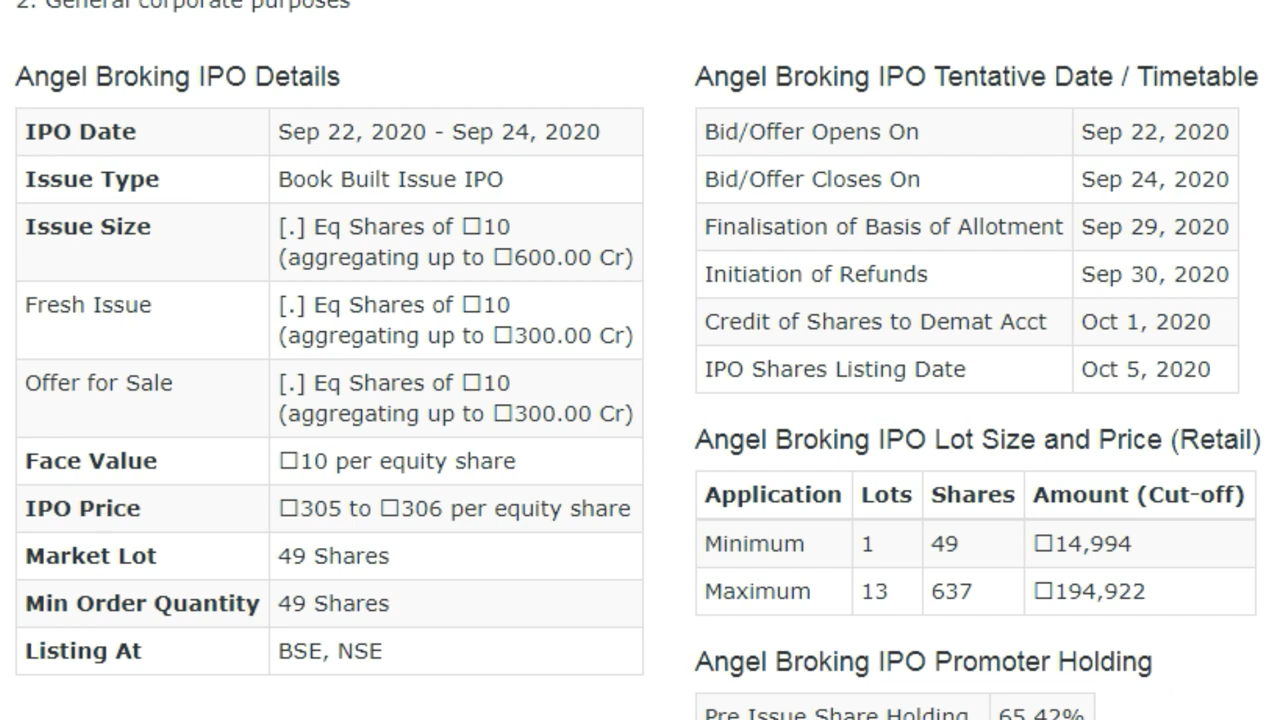 2. General corporate purposes
Angel Broking IPO Details
IPO Date Sep 22, 2020 - Sep 24, 2020
Issue Type Book Built Issue IPO
Issue Size [.] Eq Shares of ☐10
(aggregating up to ☐600.00 Cr)
Fresh Issue [.] Eq Shares of ☐10
(aggregating up to ☐300.00 Cr)
Offer for Sale [.] Eq Shares of ☐10
(aggregating up to ☐300.00 Cr)
Face Value ☐10 per equity share
IPO Price ☐305 to ☐306 per equity share
Market Lot 49 Shares
Min Order Quantity 49 Shares
Listing At BSE, NSE
Angel Broking IPO Tentative Date / Timetable
Bid/Offer Opens On Sep 22, 2020
Bid/Offer Closes On Sep 24, 2020
Finalisation of Basis of Allotment Sep 29, 2020
Initiation of Refunds Sep 30, 2020
Credit of Shares to Demat Acct Oct 1, 2020
IPO Shares Listing Date Oct 5, 2020
Angel Broking IPO Lot Size and Price (Retail)
Application Lots Shares Amount (Cut-off)
Minimum 1 49 ☐14,994
Maximum 13 637 ☐194,922
Angel Broking IPO Promoter Holding
Pre Issue Share Holding 65.42%